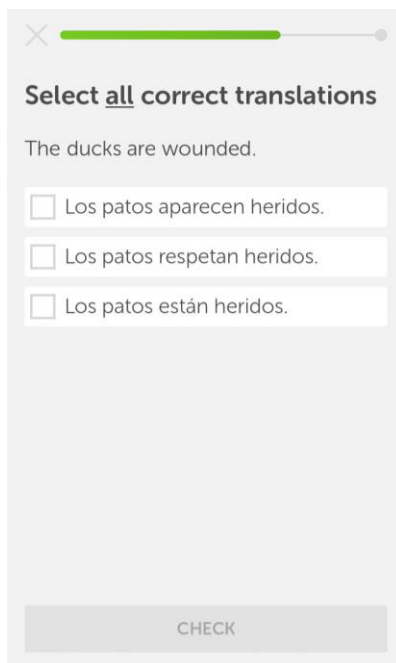 Select all correct translations
The ducks are wounded.
Los patos aparecen heridos.
Los patos respetan heridos.
Los patos están heridos.
CHECK